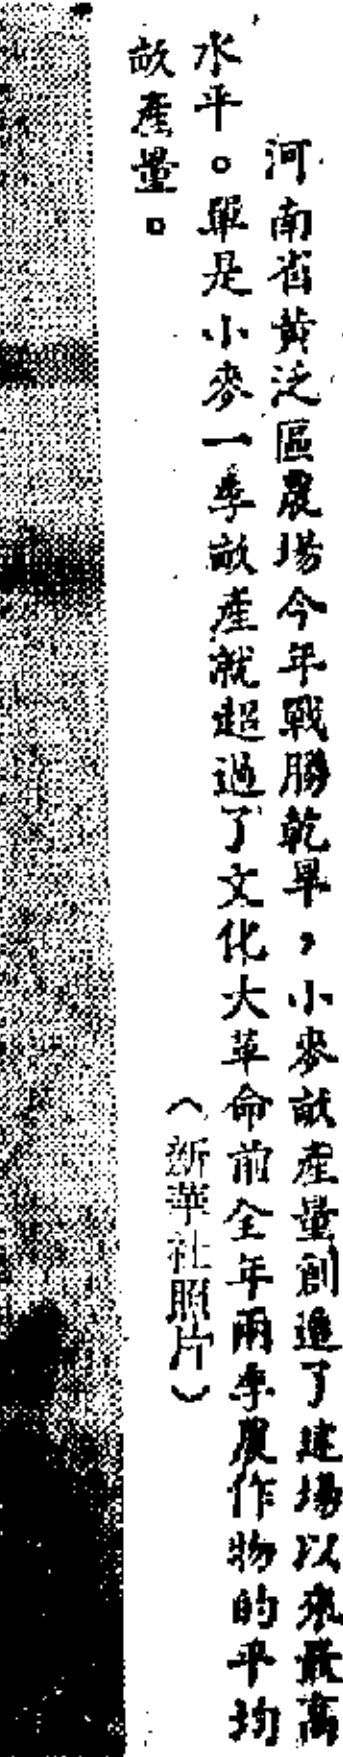 河南省黃泛區農場今年戰勝乾旱，小麥畝產量創造了建場以來最高
水平。單是小麥一季畝產就超過了文化大革命前全年兩季農作物的平均
畝產量。
（新華社照片）